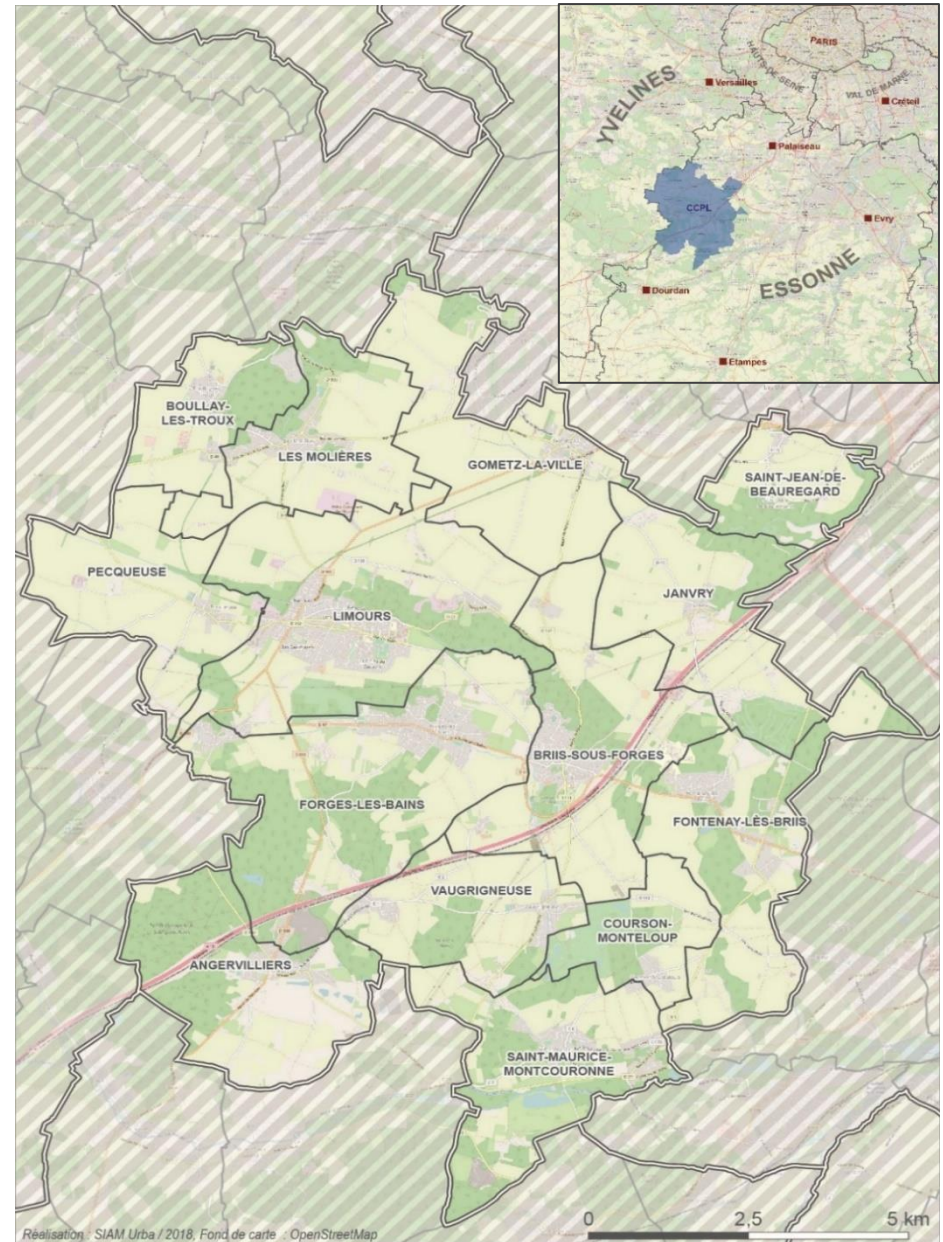 PARIS
HAUTS-DE-SEINE
VAL DE MARNE
Versailles
Créteil
YVELINES
Palaiseau
CCPL
Evry
ESSONNE
Dourdan
Etampes
BOULLAY-
LES-TROUX
LES MOLIÈRES
GOMETZ-LA-VILLE
SAINT-JEAN-DE-
BEAUREGARD
PECQUEUSE
JANVRY
LIMOURS
BRIIS-SOUS-FORGES
FORGES-LES-BAINS
FONTENAY-LÈS-BRIIS
VAUGRIGNEUSE
COURSON-
MONTELOUP
ANGERVILLIERS
SAINT-MAURICE-
MONTCOURONNE
0 2,5 5 km
Réalisation : SIAM Urba / 2018, Fond de carte : OpenStreetMap